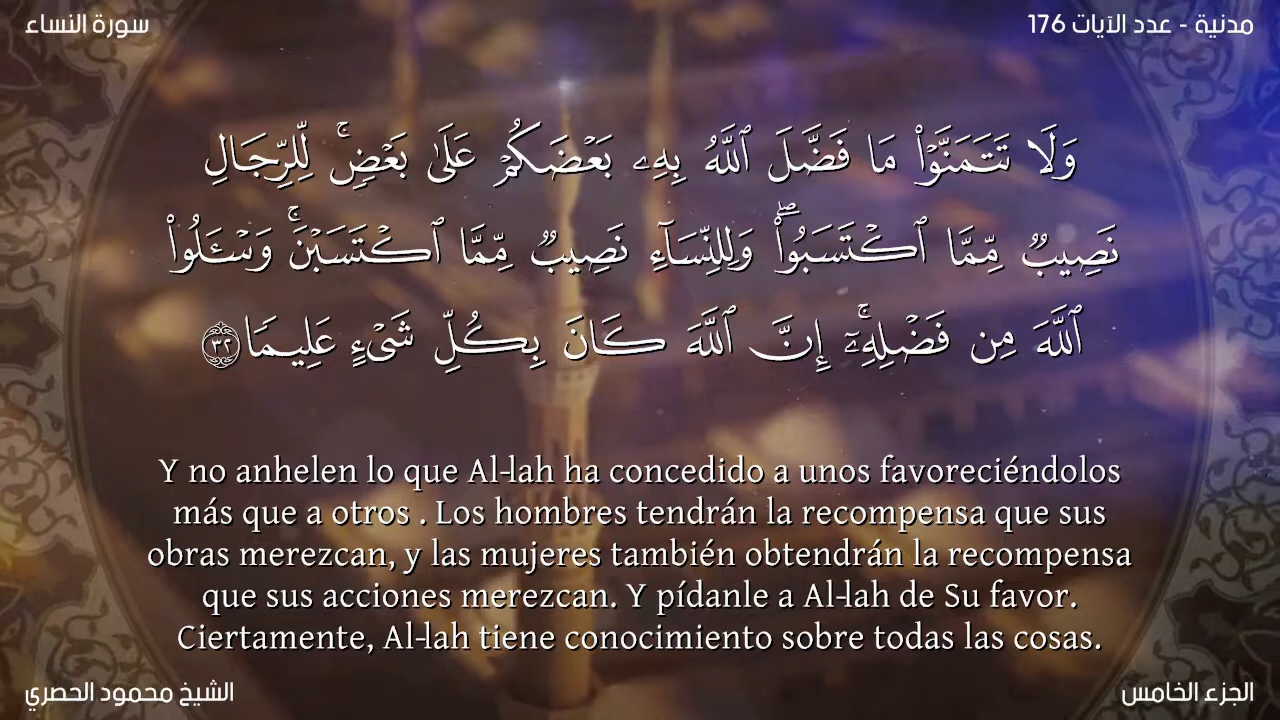 سورة النساء
مدنية - عدد الآيات 176
وَلَا تَتَمَنَّوْا۟ مَا فَضَّلَ ٱللَّهُ بِهِۦ بَعْضَكُمْ عَلَىٰ بَعْضٍۢ ۚ لِّلرِّجَالِ
نَصِيبٌۭ مِّمَّا ٱكْتَسَبُوا۟ ۖ وَلِلنِّسَآءِ نَصِيبٌۭ مِّمَّا ٱكْتَسَبْنَ ۚ وَسْـَٔلُوا۟
ٱللَّهَ مِن فَضْلِهِۦٓ ۗ إِنَّ ٱللَّهَ كَانَ بِكُلِّ شَىْءٍ عَلِيمًۭا ٣٢
Y no anhelen lo que Al-lah ha concedido a unos favoreciéndolos
más que a otros . Los hombres tendrán la recompensa que sus
obras merezcan, y las mujeres también obtendrán la recompensa
que sus acciones merezcan. Y pídanle a Al-lah de Su favor.
Ciertamente, Al-lah tiene conocimiento sobre todas las cosas.
الشيخ محمود الحصري
الجزء الخامس